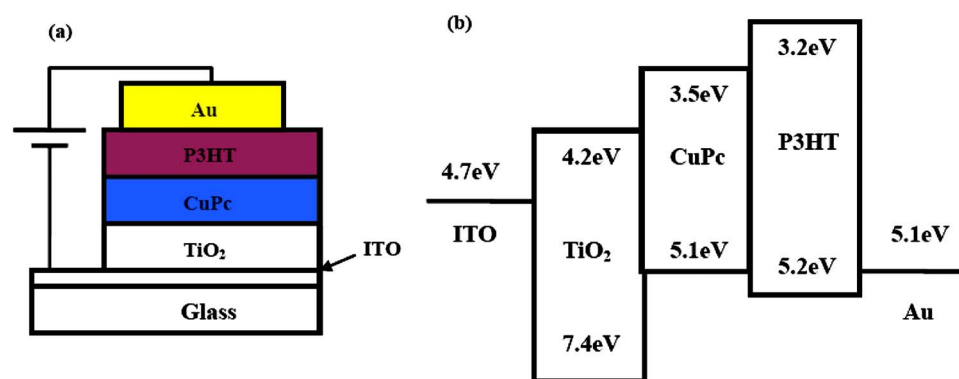 (a)
Au
P3HT
CuPc
TiO₂
ITO
Glass
(b)
4.7eV
ITO
4.2eV
TiO₂
7.4eV
3.5eV
CuPc
5.1eV
3.2eV
P3HT
5.2eV
5.1eV
Au